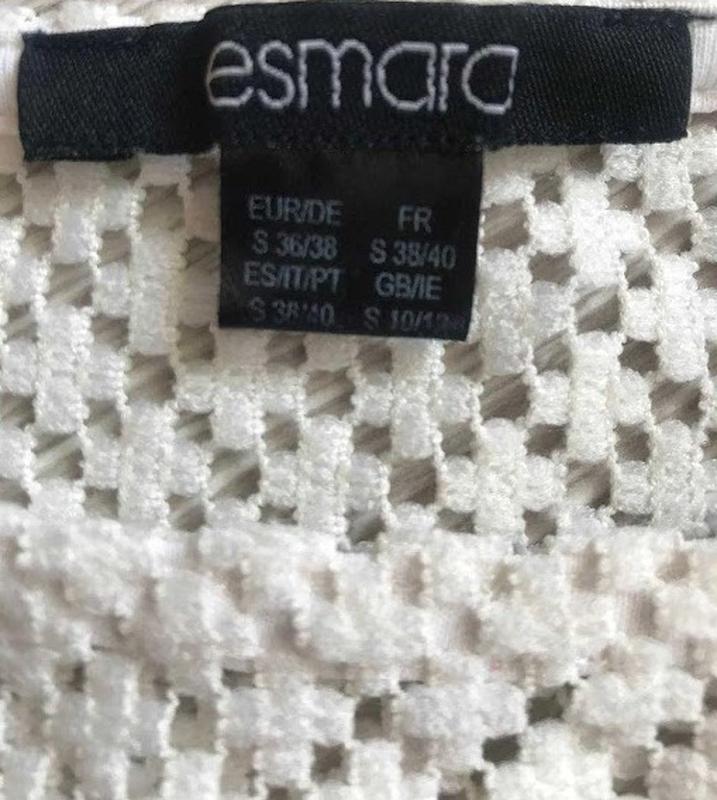 esmara
EUR/DE FR
S 36/38 S 38/40
ES/IT/PT GB/IE
S 38/40 S 10/12